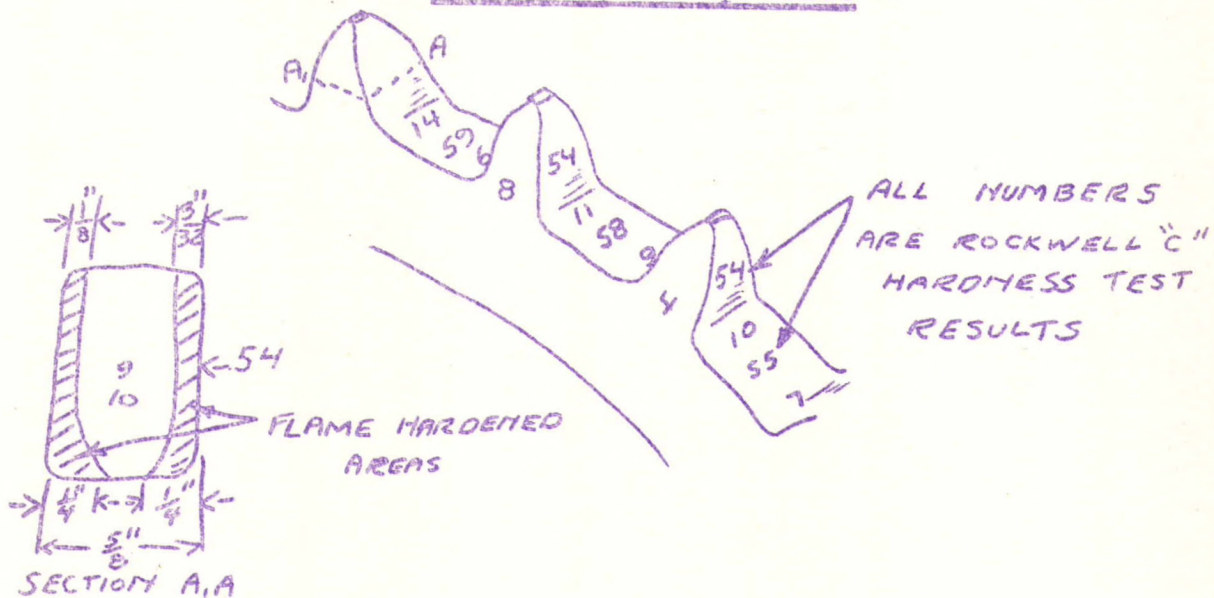 A, A
14 59 6
8
54
11
58
9
4
54
10
55
7
ALL NUMBERS
ARE ROCKWELL "C"
HARDNESS TEST
RESULTS
1/8" 3/32"
9
10
54
FLAME HARDENED
AREAS
1/4" 1/4"
5/8"
SECTION A,A